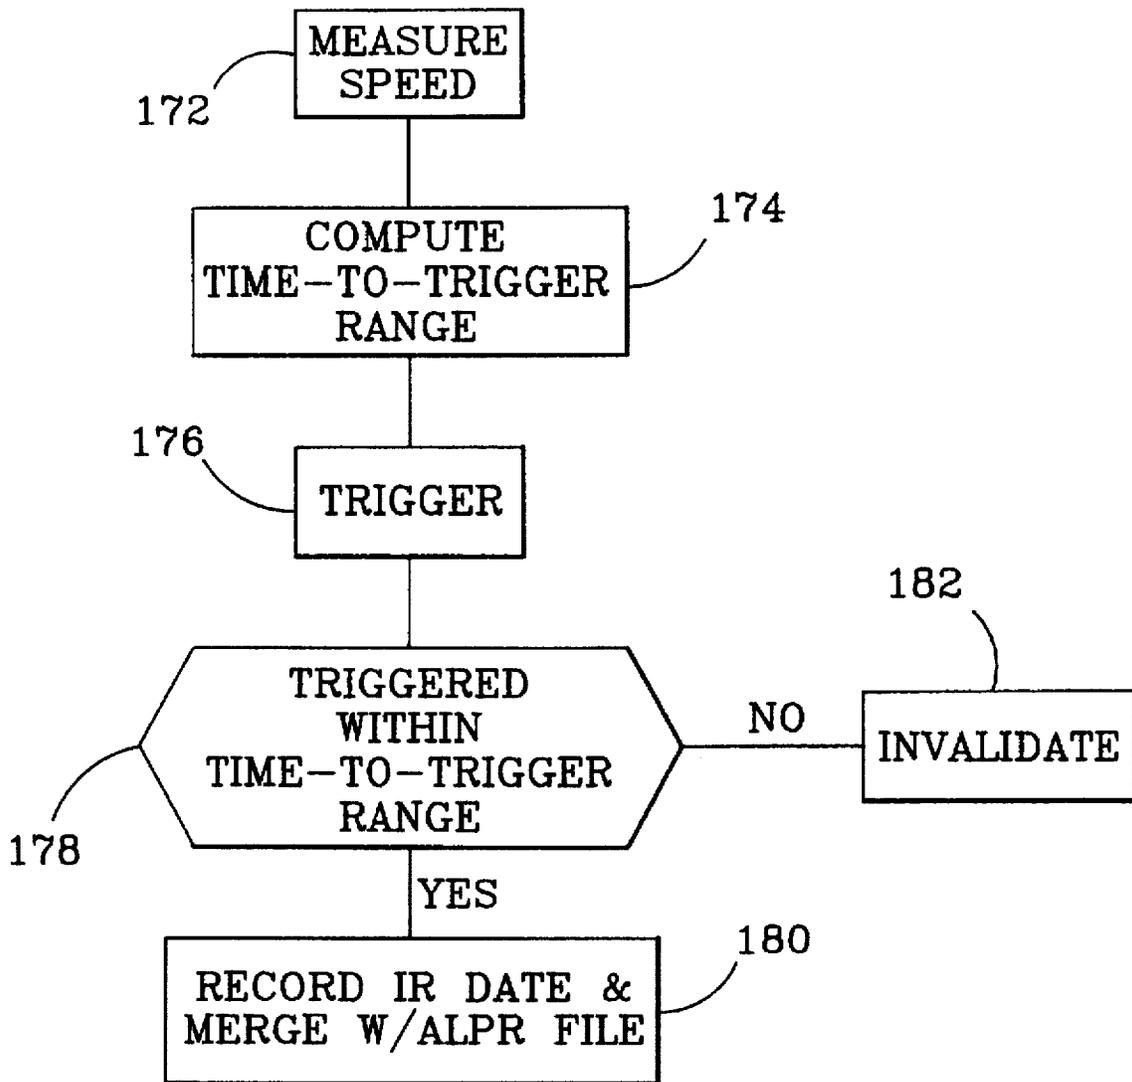 MEASURE
SPEED
172
174
COMPUTE
TIME-TO-TRIGGER
RANGE
176
TRIGGER
182
TRIGGERED
WITHIN
TIME-TO-TRIGGER
RANGE
NO
INVALIDATE
178
YES
180
RECORD IR DATE &
MERGE W/ALPR FILE